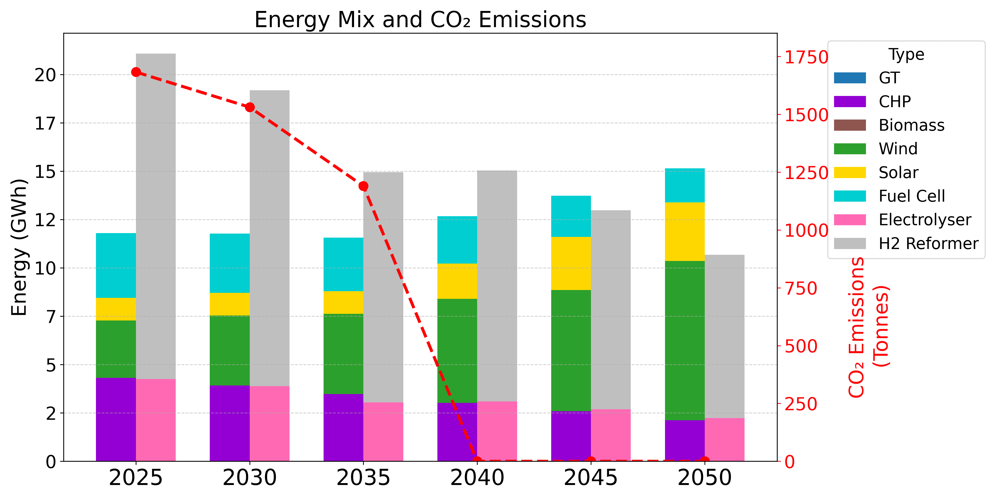 Energy Mix and CO₂ Emissions
Energy (GWh)
20
17
15
12
10
7
5
2
0
2025
2030
2035
2040
2045
2050
1750
1500
1250
1000
750
500
250
0
CO₂ Emissions
(Tonnes)
Type
GT
CHP
Biomass
Wind
Solar
Fuel Cell
Electrolyser
H2 Reformer